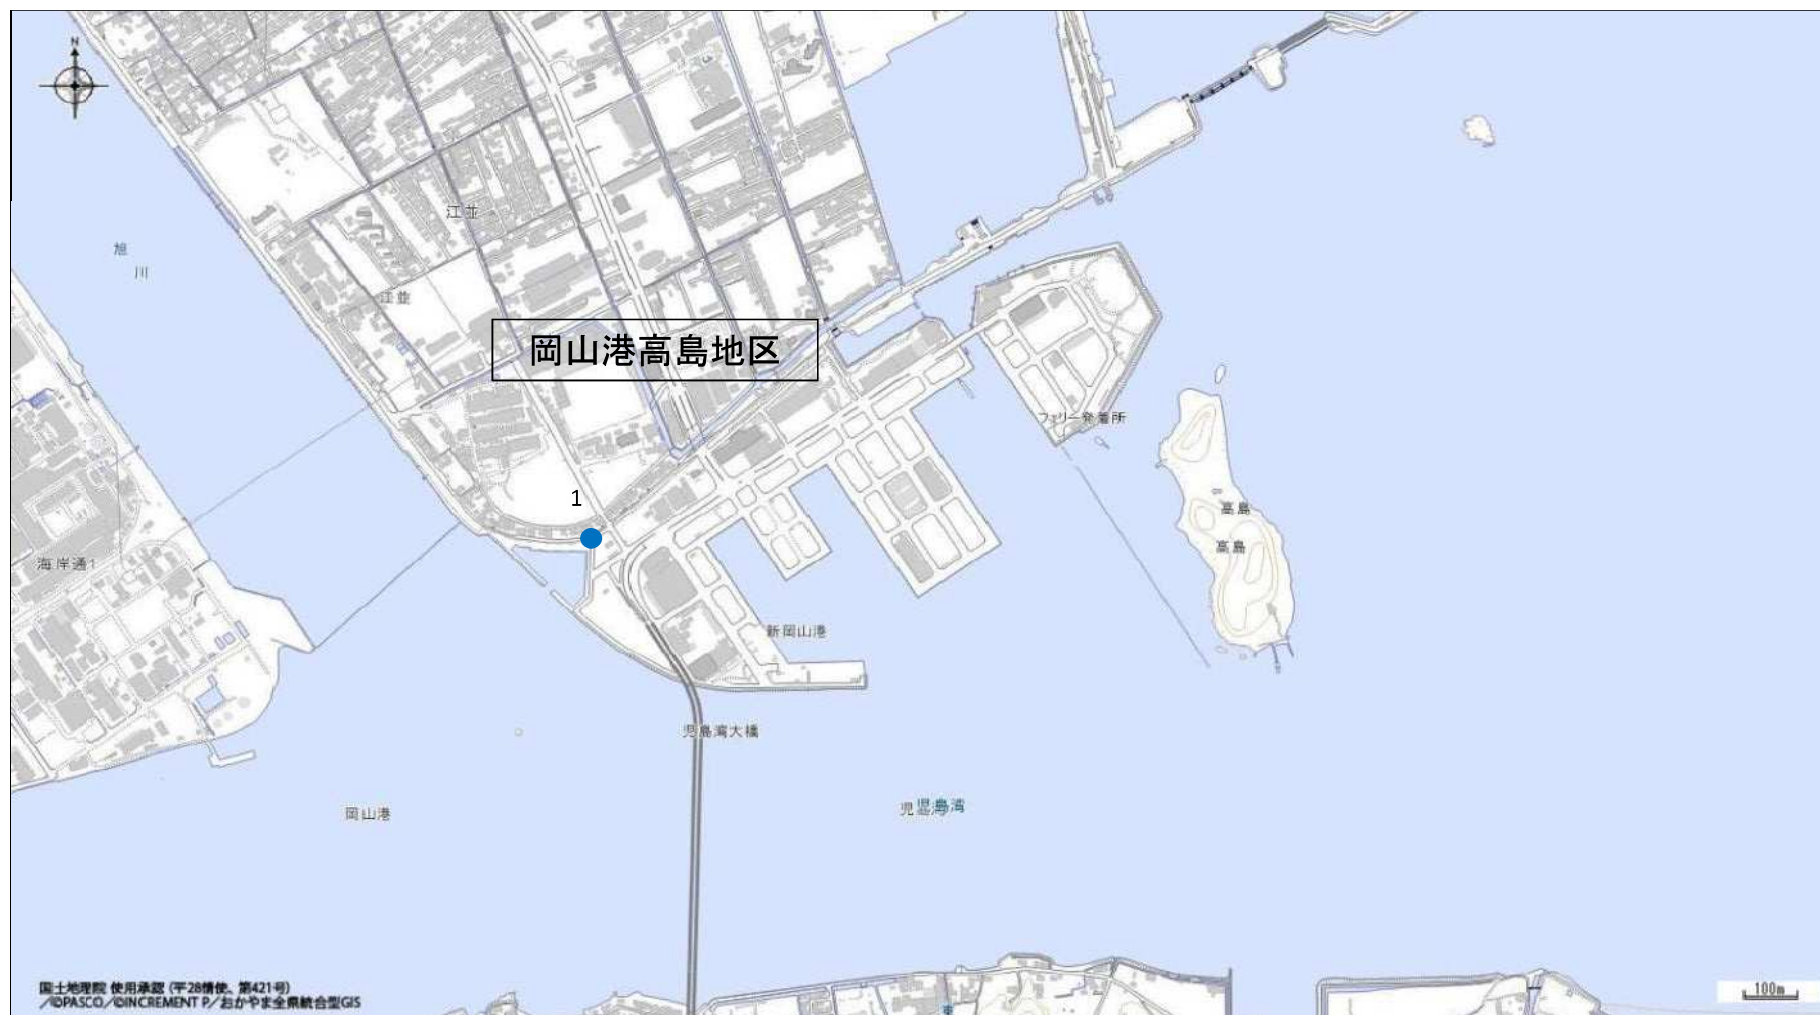 N
江並
旭
川
江並
岡山港高島地区
フェリー発着所
1
高島
高島
海岸通1
新岡山港
児島湾大橋
児島湾
岡山港
国土地理院 使用承認 (平28情使、第421号)
／©PASCO／©INCREMENT P／おかやま全県統合型GIS
100m